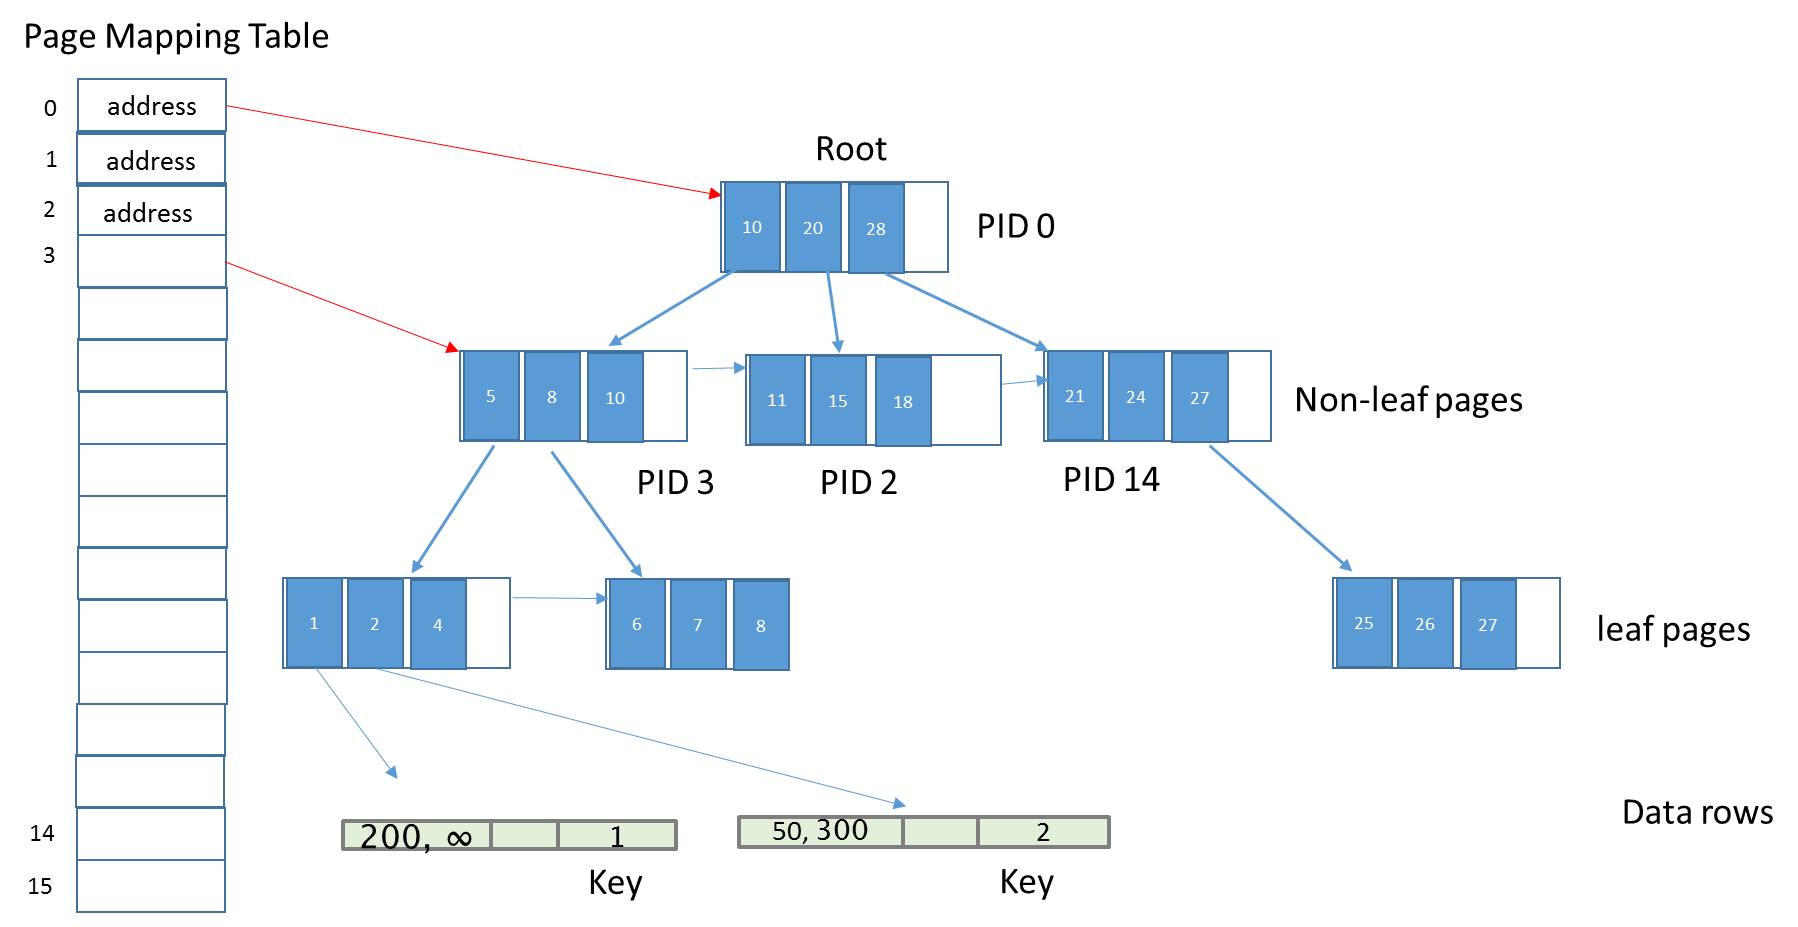 Page Mapping Table
0 address
1 address
2 address
3
14
15
Root
10 20 28
PID 0
5 8 10
11 15 18
21 24 27
Non-leaf pages
PID 3
PID 2
PID 14
1 2 4
6 7 8
25 26 27
leaf pages
200, ∞ 1
50, 300 2
Data rows
Key
Key